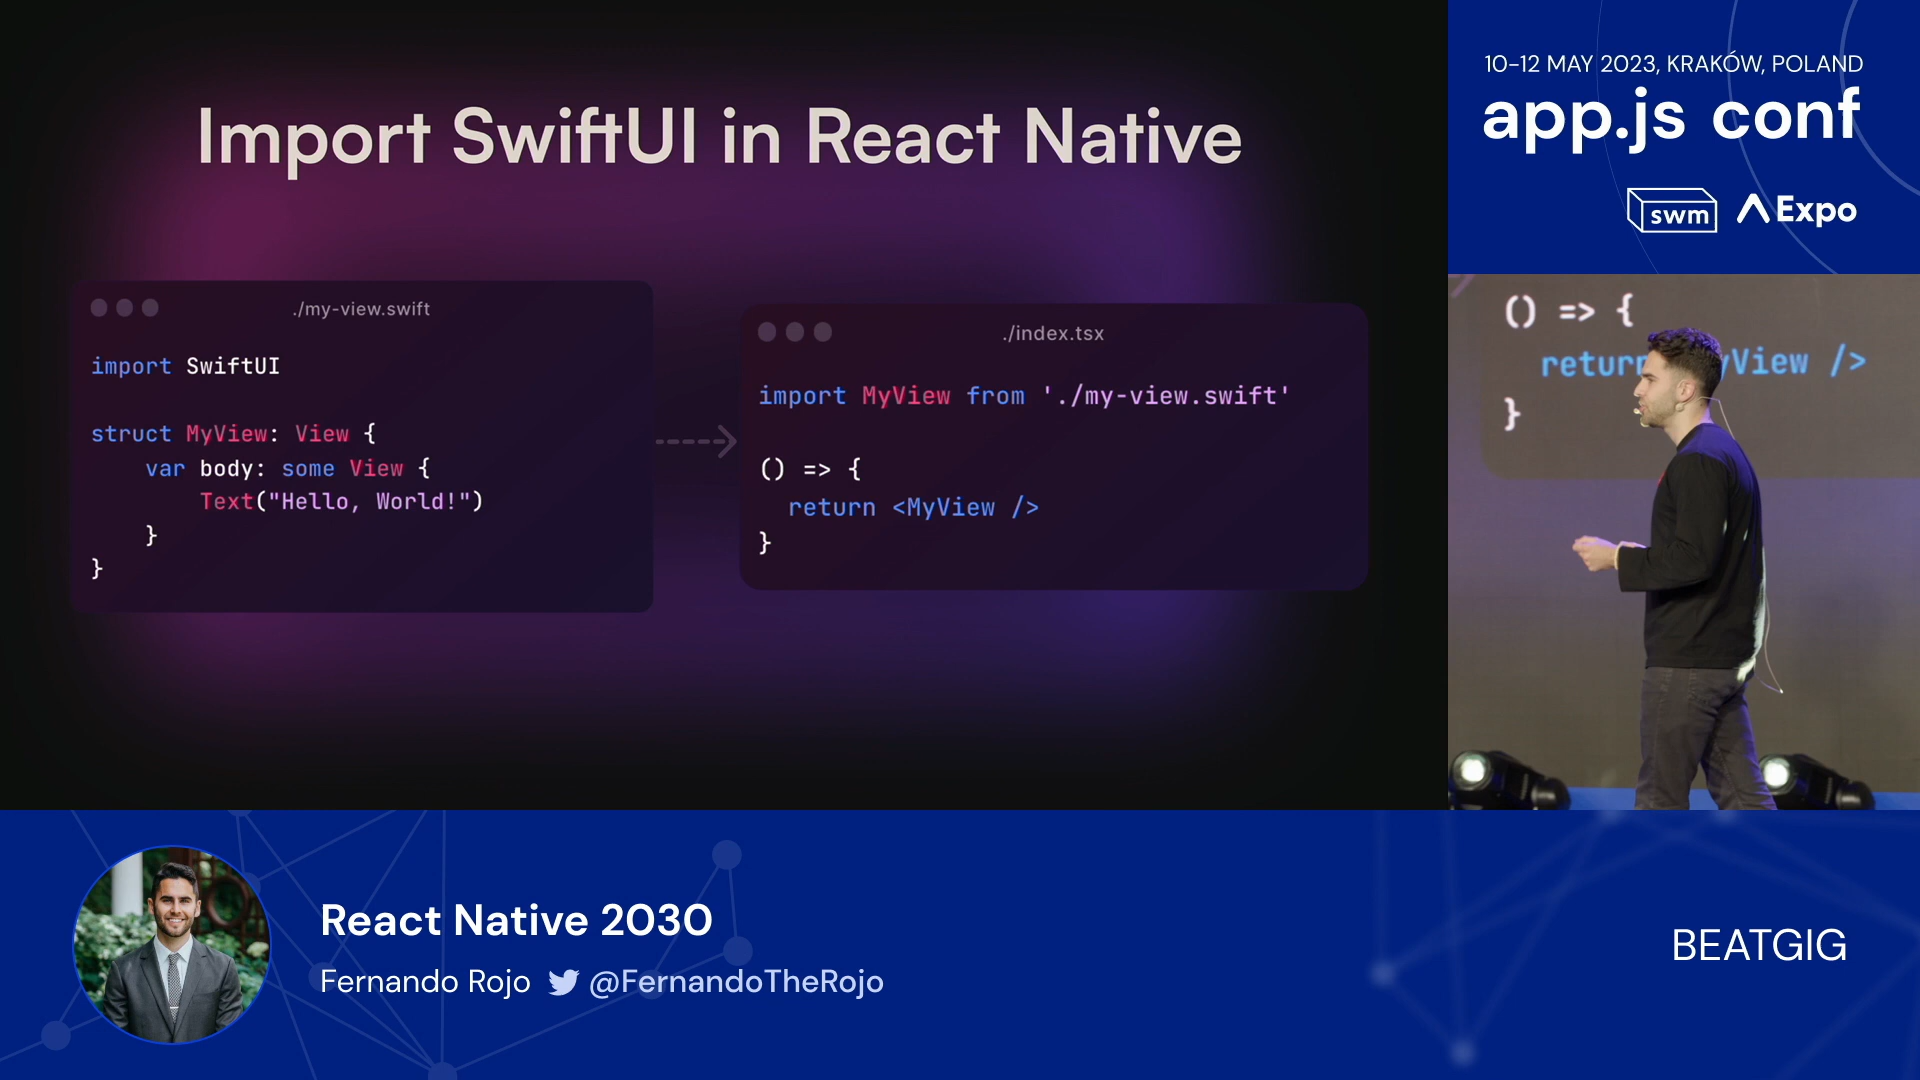 Import SwiftUI in React Native
./my-view.swift
import SwiftUI
struct MyView: View {
var body: some View {
Text("Hello, World!")
}
}
./index.tsx
import MyView from './my-view.swift'
() => {
return <MyView />
}
10-12 MAY 2023, KRAKÓW, POLAND
app.js conf
swm
Expo
() => {
return yView />
}
React Native 2030
Fernando Rojo @FernandoTheRojo
BEATGIG